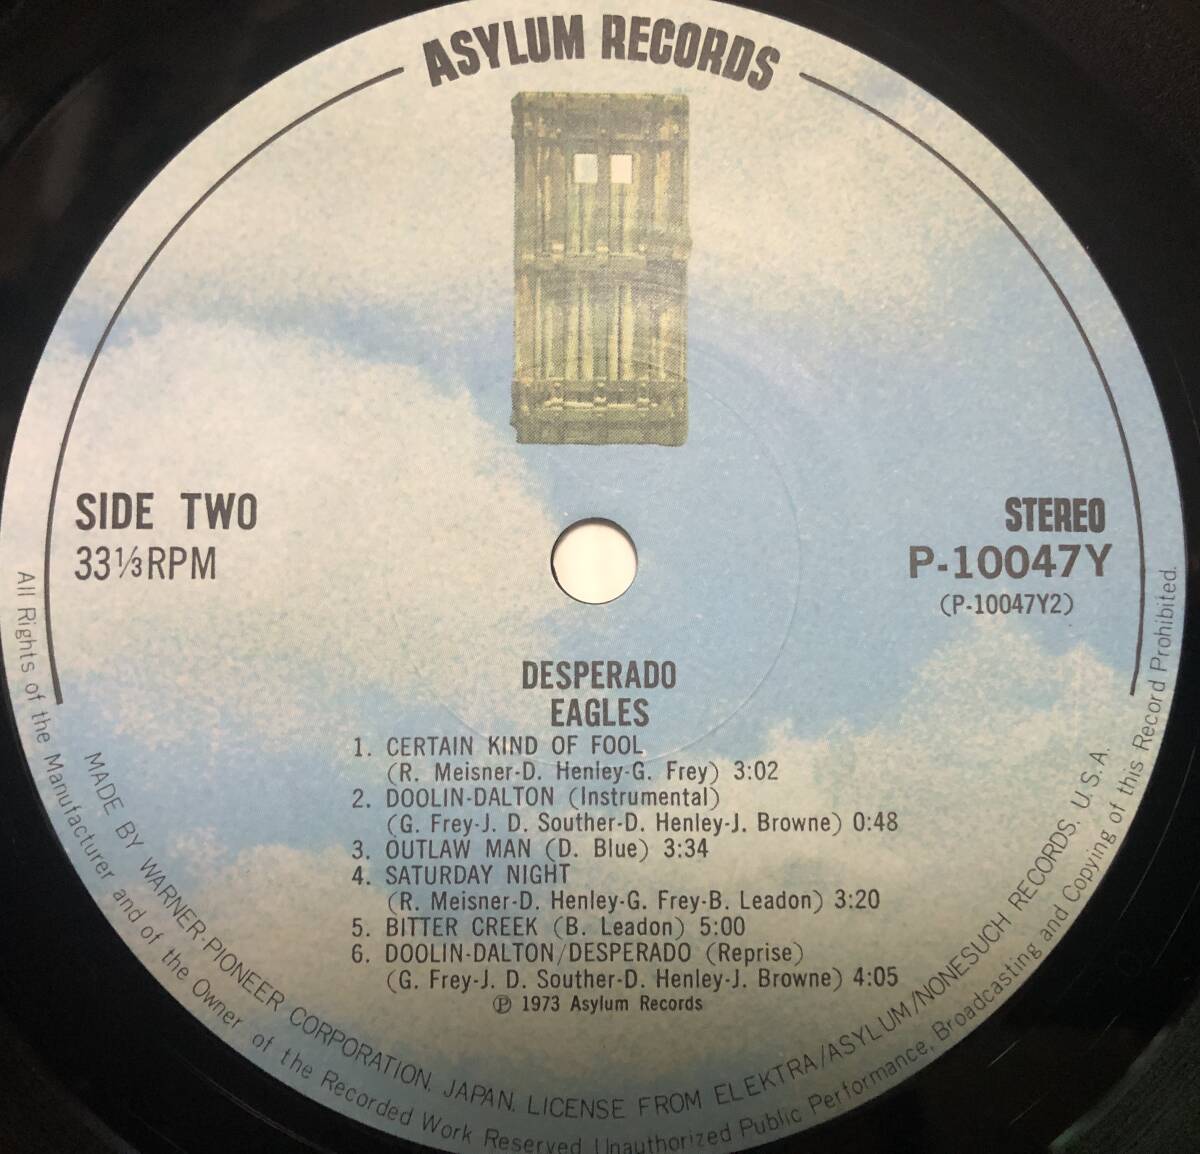 ASYLUM RECORDS
SIDE TWO
33⅓RPM
STEREO
P-10047Y
(P-10047Y2)
DESPERADO
EAGLES
1. CERTAIN KIND OF FOOL
(R. Meisner-D. Henley-G. Frey) 3:02
2. DOOLIN-DALTON (Instrumental)
(G. Frey-J. D. Souther-D. Henley-J. Browne) 0:48
3. OUTLAW MAN (D. Blue) 3:34
4. SATURDAY NIGHT
(R. Meisner-D. Henley-G. Frey-B. Leadon) 3:20
5. BITTER CREEK (B. Leadon) 5:00
6. DOOLIN-DALTON/DESPERADO (Reprise)
(G. Frey-J. D. Souther-D. Henley-J. Browne) 4:05
℗ 1973 Asylum Records
MADE BY WARNER-PIONEER CORPORATION, JAPAN. LICENSE FROM ELEKTRA/ASYLUM/NONESUCH RECORDS, U.S.A.
All Rights of the Manufacturer and of the Owner of the Recorded Work Reserved Unauthorized Public Performance, Broadcasting and Copying of this Record Prohibited.